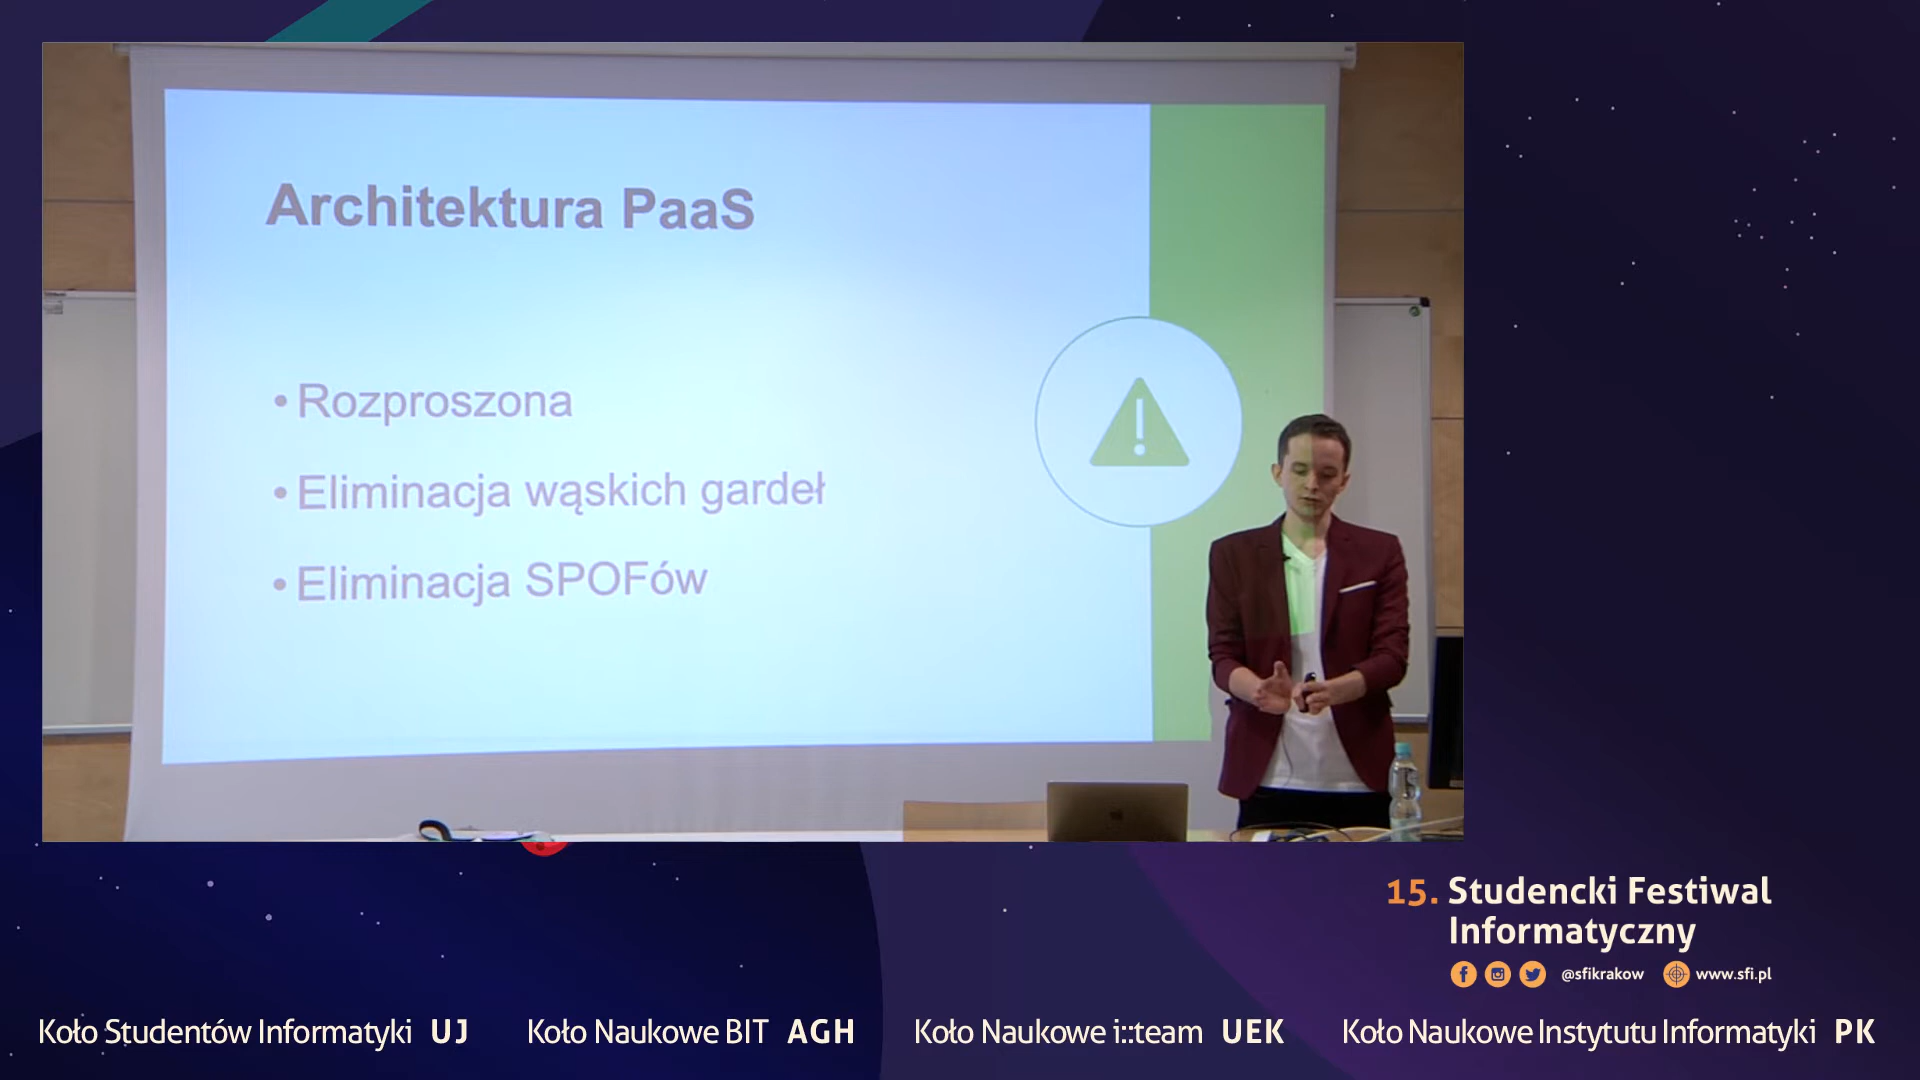 Architektura PaaS
• Rozproszona
• Eliminacja wąskich gardeł
• Eliminacja SPOFów
15. Studencki Festiwal
Informatyczny
@sfikrakow www.sfi.pl
Koło Studentów Informatyki UJ Koło Naukowe BIT AGH Koło Naukowe i::team UEK Koło Naukowe Instytutu Informatyki PK